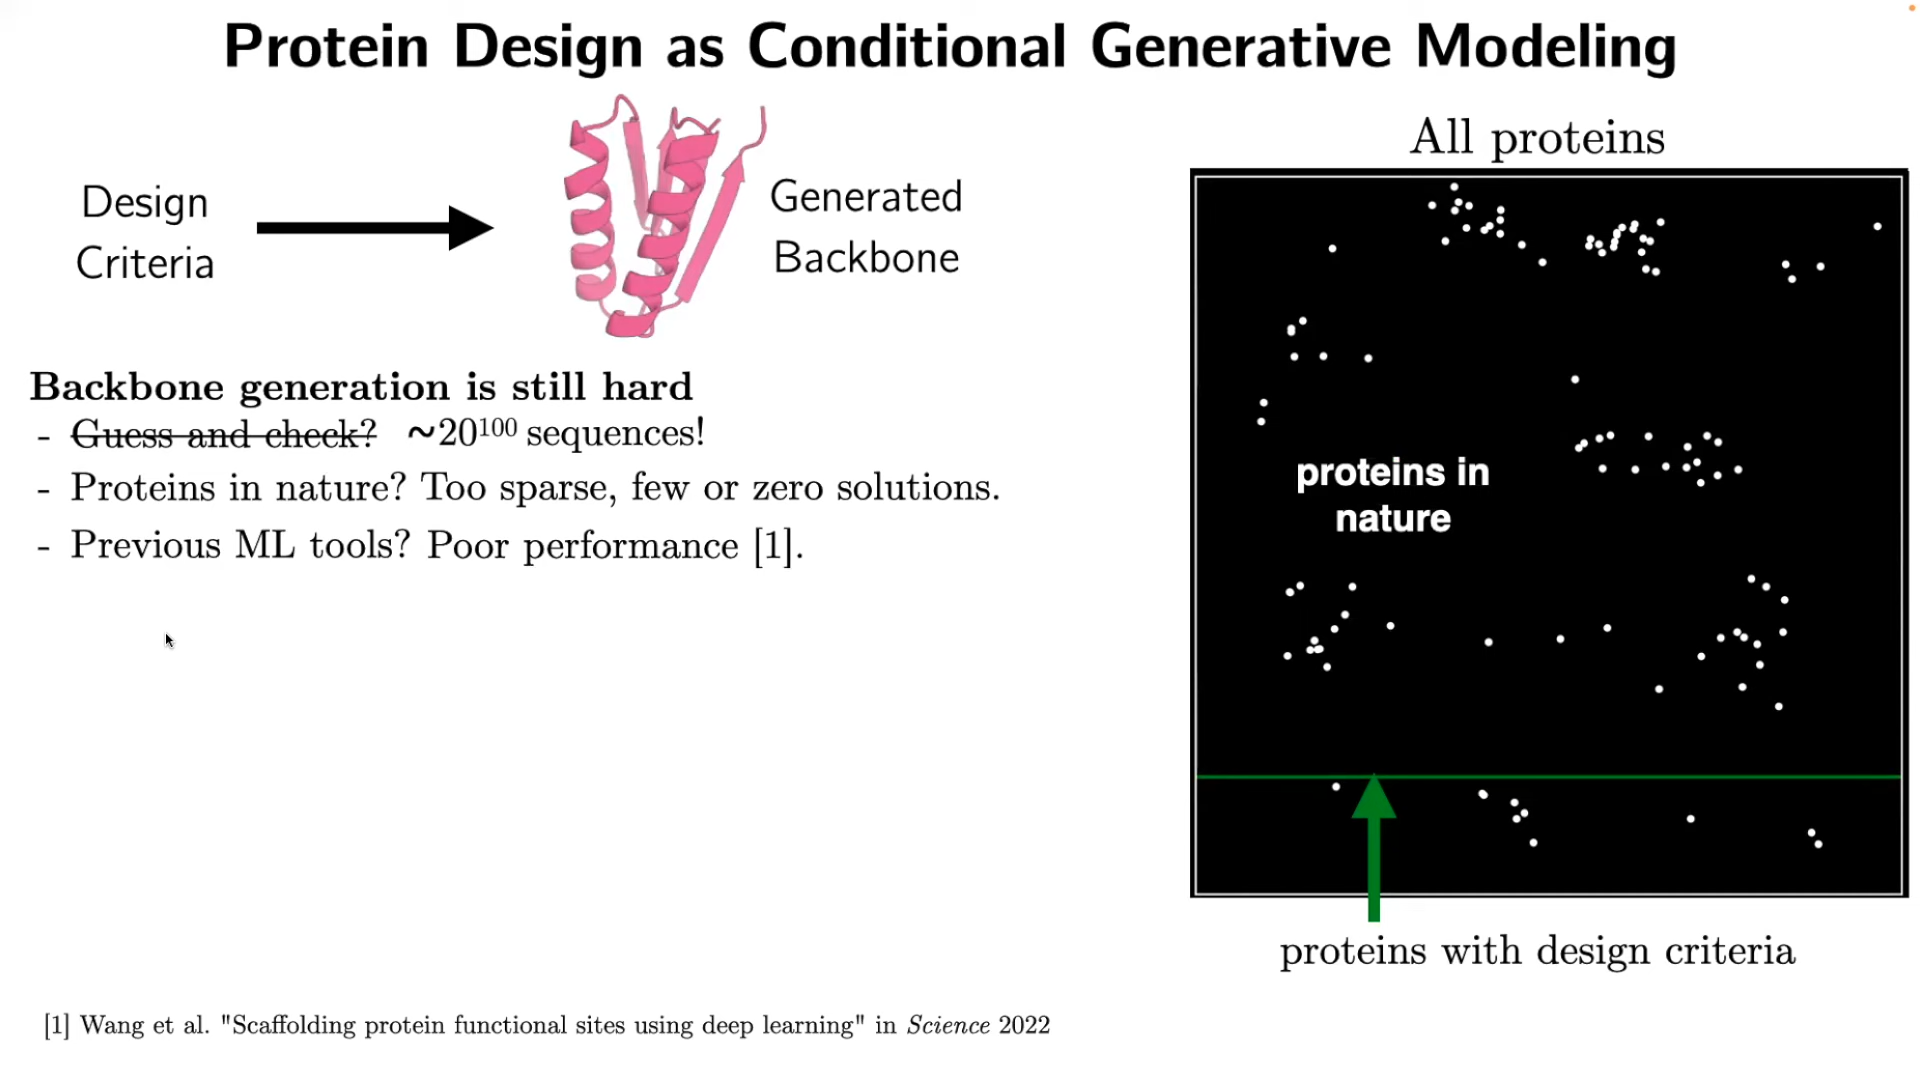 Protein Design as Conditional Generative Modeling
Design
Criteria
Generated
Backbone
Backbone generation is still hard
- Guess and check? ~20¹⁰⁰ sequences!
- Proteins in nature? Too sparse, few or zero solutions.
- Previous ML tools? Poor performance [1].
All proteins
proteins in
nature
proteins with design criteria
[1] Wang et al. "Scaffolding protein functional sites using deep learning" in Science 2022